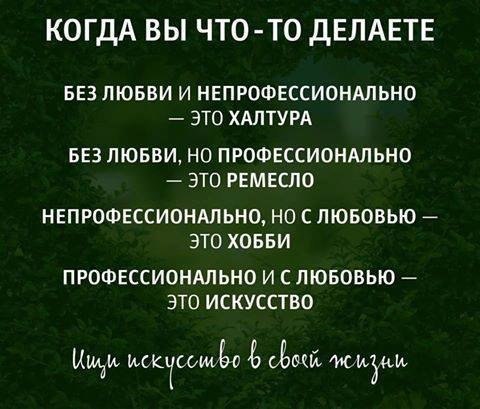 КОГДА ВЫ ЧТО-ТО ДЕЛАЕТЕ
БЕЗ ЛЮБВИ И НЕПРОФЕССИОНАЛЬНО
— ЭТО ХАЛТУРА
БЕЗ ЛЮБВИ, НО ПРОФЕССИОНАЛЬНО
— ЭТО РЕМЕСЛО
НЕПРОФЕССИОНАЛЬНО, НО С ЛЮБОВЬЮ —
ЭТО ХОББИ
ПРОФЕССИОНАЛЬНО И С ЛЮБОВЬЮ —
ЭТО ИСКУССТВО
Ищи искусство в своей жизни